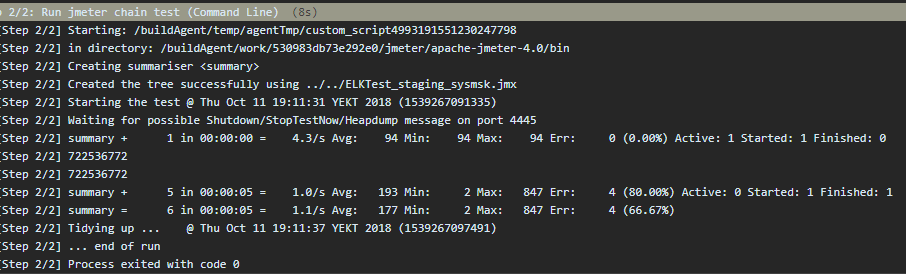 2/2: Run jmeter chain test (Command Line) (8s)
[Step 2/2] Starting: /buildAgent/temp/agentTmp/custom_script4993191551230247798
[Step 2/2] in directory: /buildAgent/work/530983db73e292e0/jmeter/apache-jmeter-4.0/bin
[Step 2/2] Creating summariser <summary>
[Step 2/2] Created the tree successfully using ../../ELKTest_staging_sysmsk.jmx
[Step 2/2] Starting the test @ Thu Oct 11 19:11:31 YEKT 2018 (1539267091335)
[Step 2/2] Waiting for possible Shutdown/StopTestNow/Heapdump message on port 4445
[Step 2/2] summary + 1 in 00:00:00 = 4.3/s Avg: 94 Min: 94 Max: 94 Err: 0 (0.00%) Active: 1 Started: 1 Finished: 0
[Step 2/2] 722536772
[Step 2/2] 722536772
[Step 2/2] summary + 5 in 00:00:05 = 1.0/s Avg: 193 Min: 2 Max: 847 Err: 4 (80.00%) Active: 0 Started: 1 Finished: 1
[Step 2/2] summary = 6 in 00:00:05 = 1.1/s Avg: 177 Min: 2 Max: 847 Err: 4 (66.67%)
[Step 2/2] Tidying up ... @ Thu Oct 11 19:11:37 YEKT 2018 (1539267097491)
[Step 2/2] ... end of run
[Step 2/2] Process exited with code 0